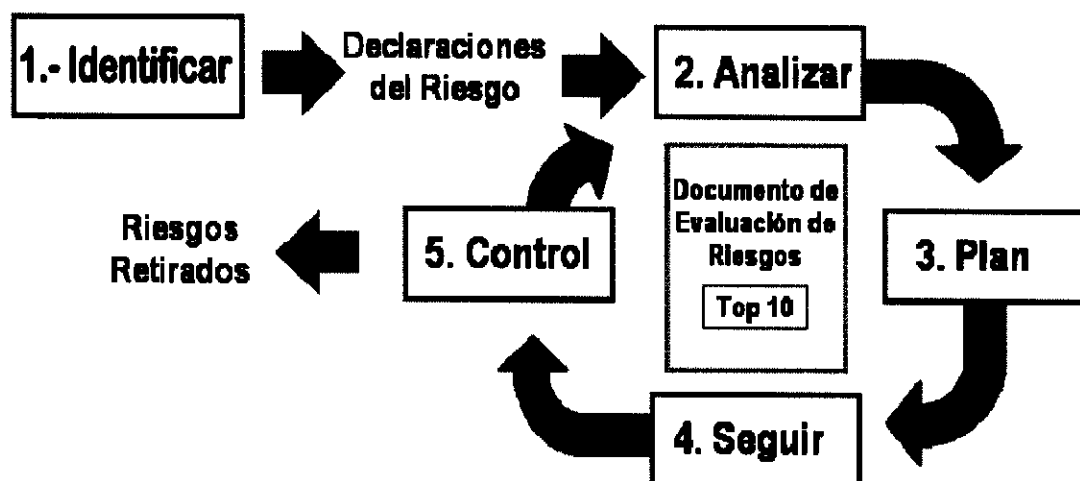 1.- Identificar
Declaraciones
del Riesgo
2. Analizar
Documento de
Evaluación de
Riesgos
Top 10
3. Plan
4. Seguir
5. Control
Riesgos
Retirados